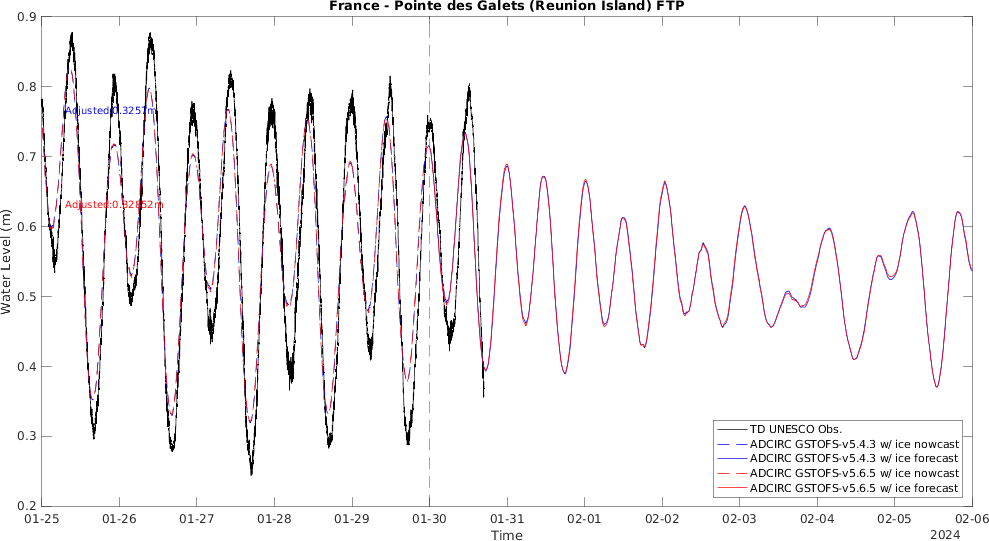 France - Pointe des Galets (Reunion Island) FTP
0.9
0.8
0.7
0.6
0.5
0.4
0.3
0.2
Water Level (m)
Adjusted:0.3257m
Adjusted:0.32852m
TD UNESCO Obs.
ADCIRC GSTOFS-v5.4.3 w/ ice nowcast
ADCIRC GSTOFS-v5.4.3 w/ ice forecast
ADCIRC GSTOFS-v5.6.5 w/ ice nowcast
ADCIRC GSTOFS-v5.6.5 w/ ice forecast
01-25 01-26 01-27 01-28 01-29 01-30 01-31 02-01 02-02 02-03 02-04 02-05 02-06
Time
2024